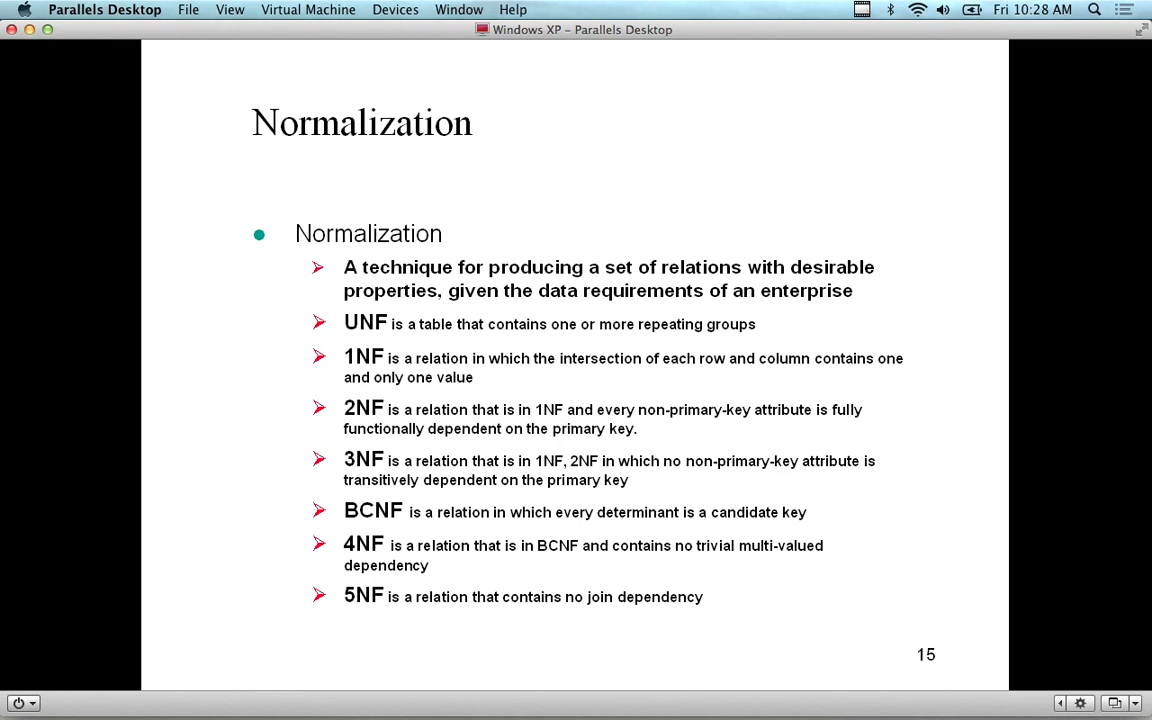 Parallels Desktop File View Virtual Machine Devices Window Help Fri 10:28 AM
Windows XP – Parallels Desktop
Normalization
Normalization
A technique for producing a set of relations with desirable
properties, given the data requirements of an enterprise
UNF is a table that contains one or more repeating groups
1NF is a relation in which the intersection of each row and column contains one
and only one value
2NF is a relation that is in 1NF and every non-primary-key attribute is fully
functionally dependent on the primary key.
3NF is a relation that is in 1NF, 2NF in which no non-primary-key attribute is
transitively dependent on the primary key
BCNF is a relation in which every determinant is a candidate key
4NF is a relation that is in BCNF and contains no trivial multi-valued
dependency
5NF is a relation that contains no join dependency
15